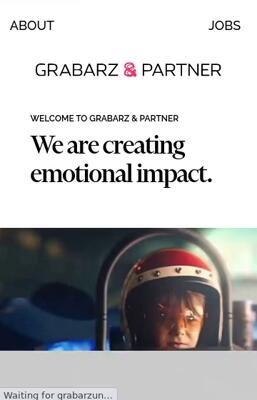 ABOUT JOBS
GRABARZ & PARTNER
WELCOME TO GRABARZ & PARTNER
We are creating
emotional impact.
Waiting for grabarzun...